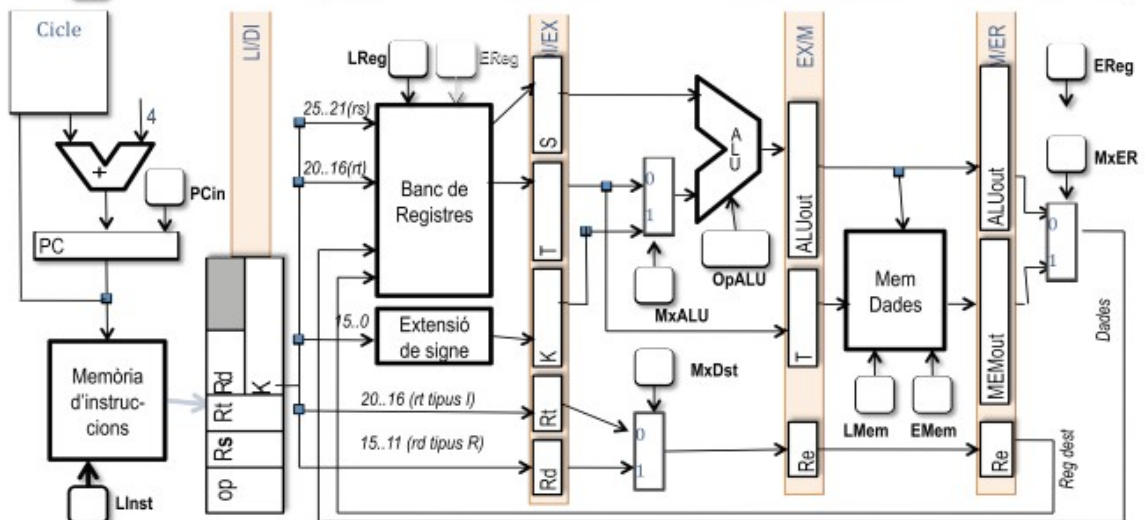 Cicle
LI/DI
DI/EX
EX/M
M/ER
LReg
EReg
EReg
4
+
PCin
PC
25..21(rs)
20..16(rt)
Banc de
Registres
S
T
0
1
ALU
ALUout
ALUout
MxER
0
1
OpALU
MxALU
Mem
Dades
Dades
15..0
Extensió
de signe
K
T
MEMout
Memòria
d'instruc-
cions
Rd
K
Rt
Rs
op
20..16 (rt tipus I)
Rt
MxDst
0
1
LMem
EMem
15..11 (rd tipus R)
Rd
Re
Re
Reg dest
LInst